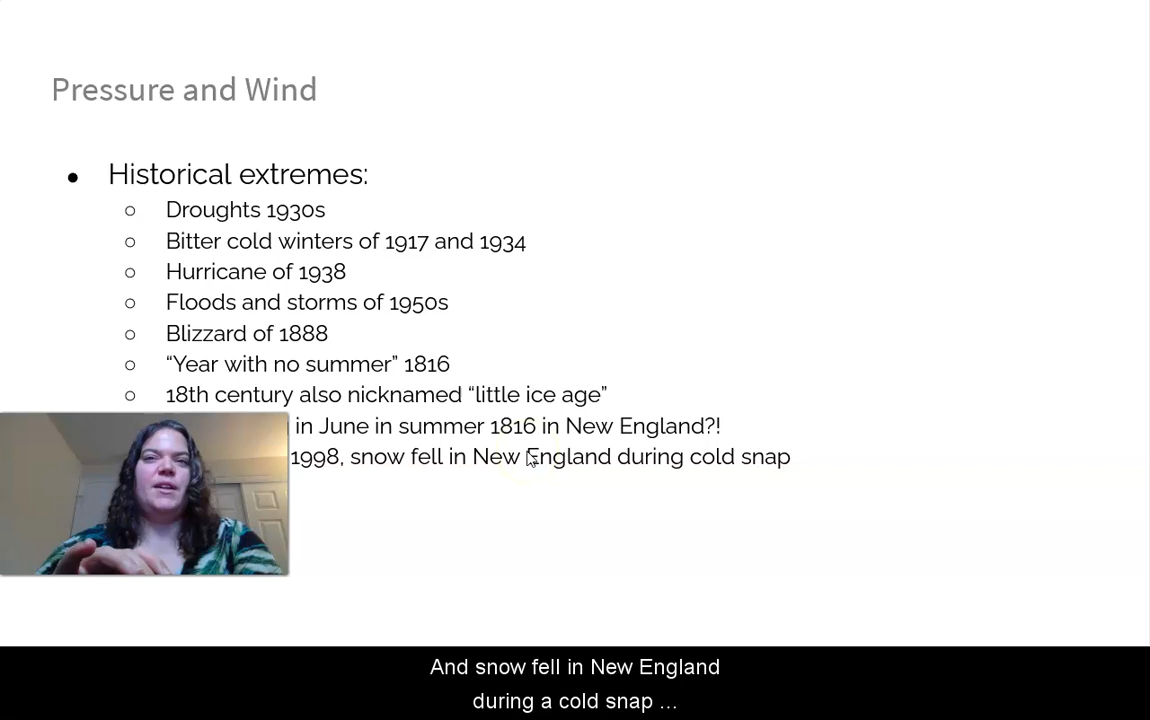 Pressure and Wind
● Historical extremes:
○ Droughts 1930s
○ Bitter cold winters of 1917 and 1934
○ Hurricane of 1938
○ Floods and storms of 1950s
○ Blizzard of 1888
○ “Year with no summer” 1816
○ 18th century also nicknamed “little ice age”
in June in summer 1816 in New England?!
1998, snow fell in New England during cold snap
And snow fell in New England
during a cold snap ...